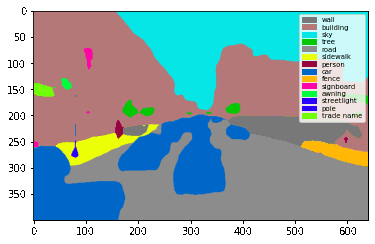 0
50
100
150
200
250
300
350
0
100
200
300
400
500
600
wall
building
sky
tree
road
sidewalk
person
car
fence
signboard
awning
streetlight
pole
trade name